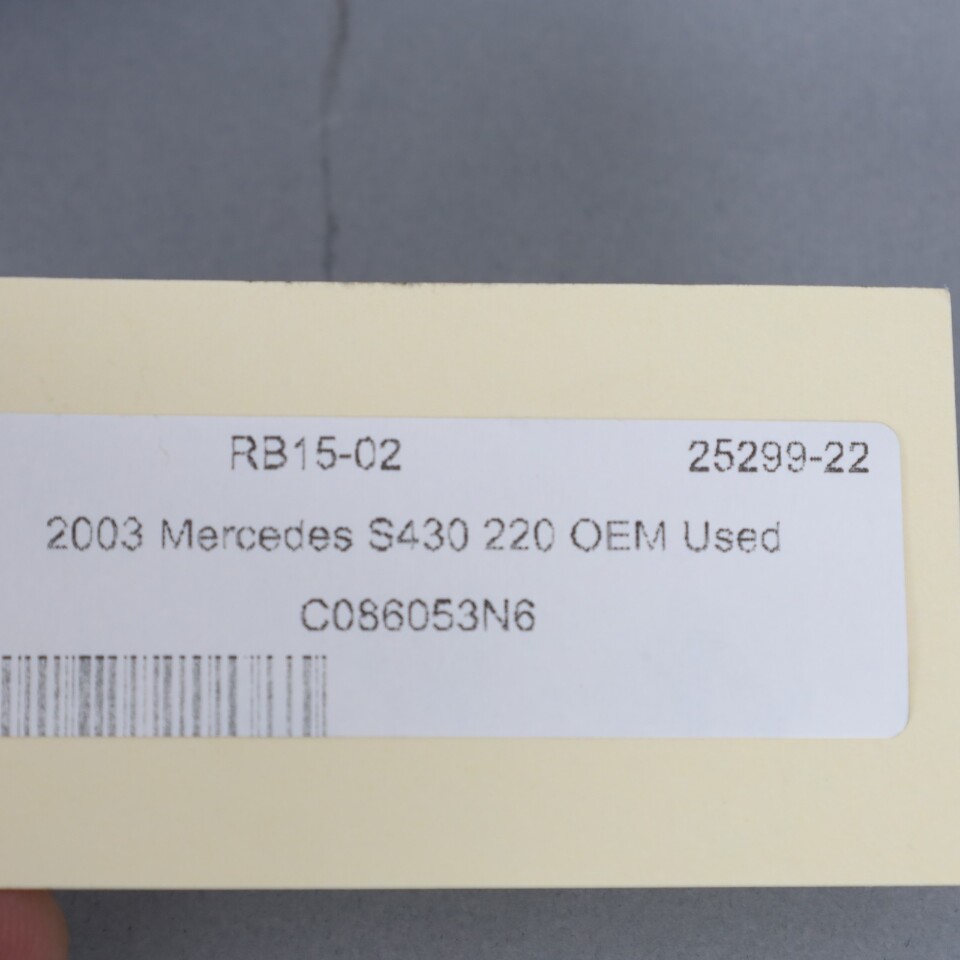 RB15-02 25299-22
2003 Mercedes S430 220 OEM Used
C086053N6